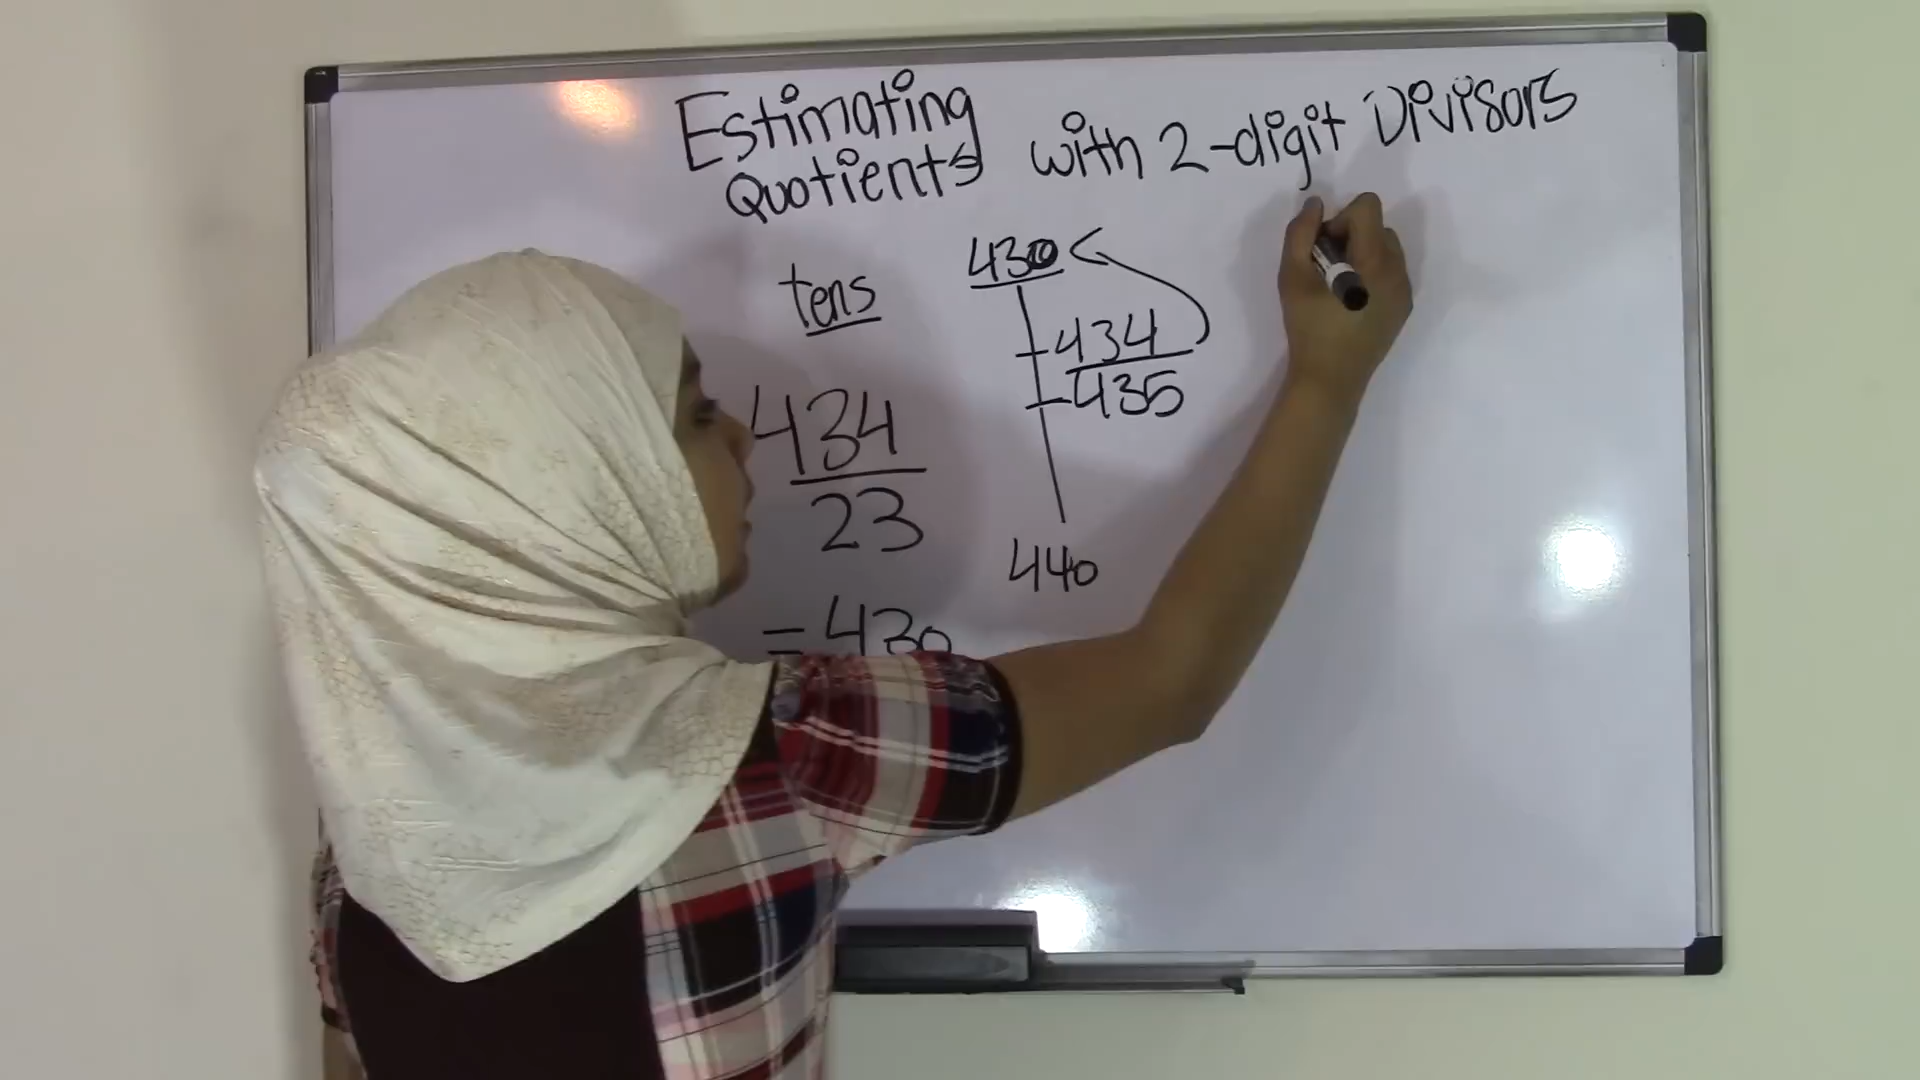 Estimating
Quotients with 2-digit Divisors
tens
430
434
435
440
434
23
= 430